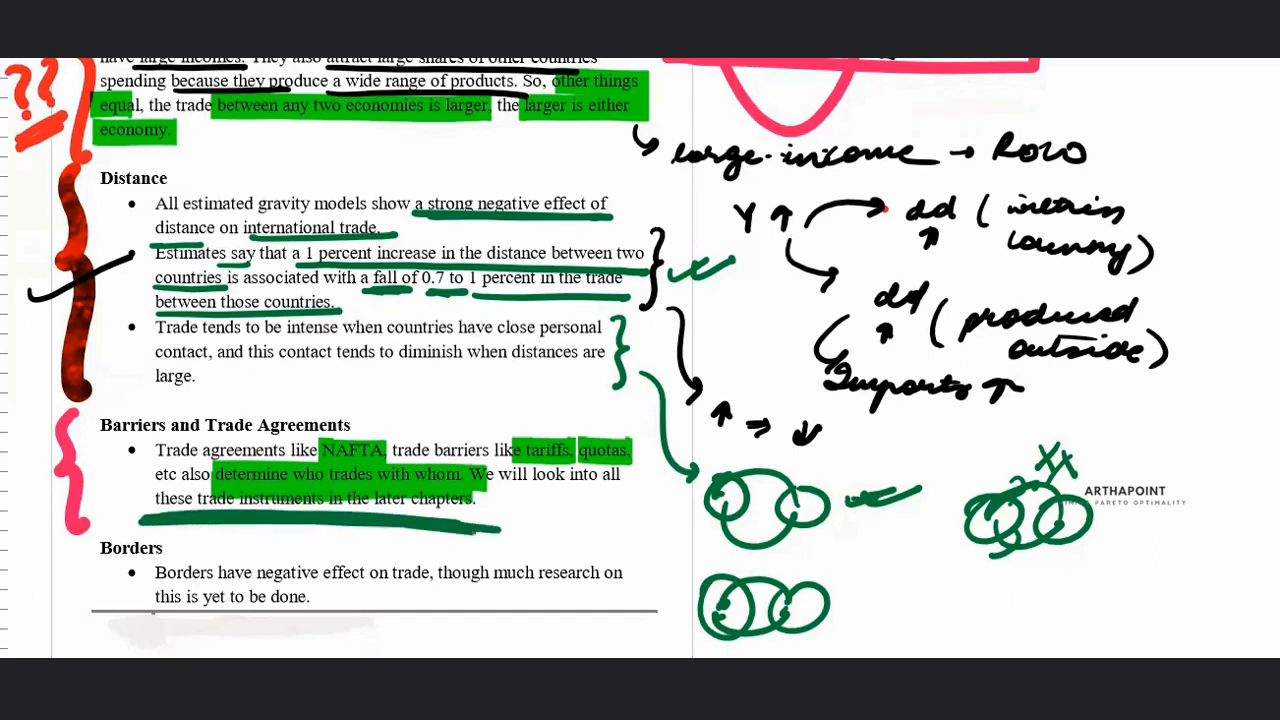 have large incomes. They also attract large shares of other countries
spending because they produce a wide range of products. So, other things
equal, the trade between any two economies is larger, the larger is either
economy.
Distance
• All estimated gravity models show a strong negative effect of
distance on international trade.
• Estimates say that a 1 percent increase in the distance between two
countries is associated with a fall of 0.7 to 1 percent in the trade
between those countries.
• Trade tends to be intense when countries have close personal
contact, and this contact tends to diminish when distances are
large.
Barriers and Trade Agreements
• Trade agreements like NAFTA, trade barriers like tariffs, quotas,
etc also determine who trades with whom. We will look into all
these trade instruments in the later chapters.
Borders
• Borders have negative effect on trade, though much research on
this is yet to be done.
??
large-income → ROW
Y ↑
dd (within
country)
↑
dd (produced
outside)
↑
Imports ↑
↑ ⇒ ↓
XX
ARTHAPOINT
PARETO OPTIMALITY